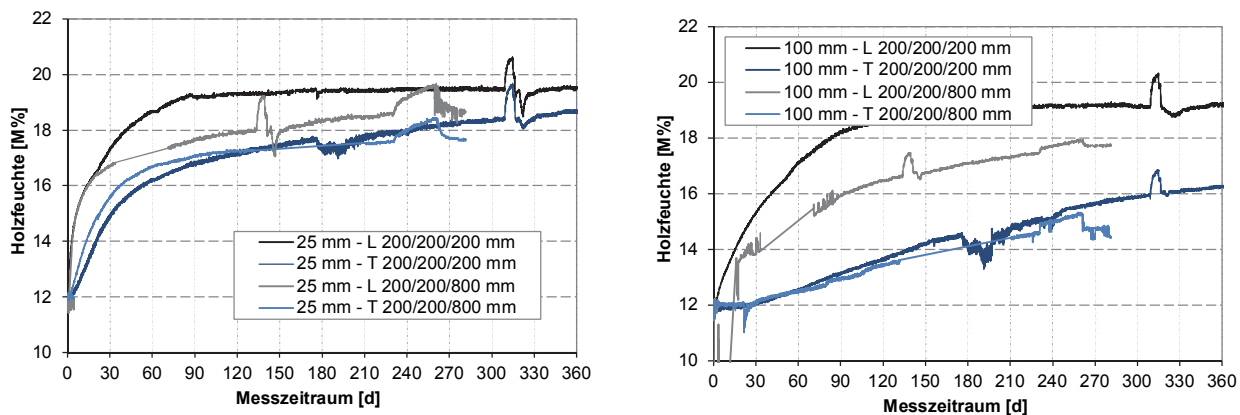 22
20
18
16
14
12
10
Holzfeuchte [M%]
25 mm - L 200/200/200 mm
25 mm - T 200/200/200 mm
25 mm - L 200/200/800 mm
25 mm - T 200/200/800 mm
0 30 60 90 120 150 180 210 240 270 300 330 360
Messzeitraum [d]
22
20
18
16
14
12
10
Holzfeuchte [M%]
100 mm - L 200/200/200 mm
100 mm - T 200/200/200 mm
100 mm - L 200/200/800 mm
100 mm - T 200/200/800 mm
0 30 60 90 120 150 180 210 240 270 300 330 360
Messzeitraum [d]